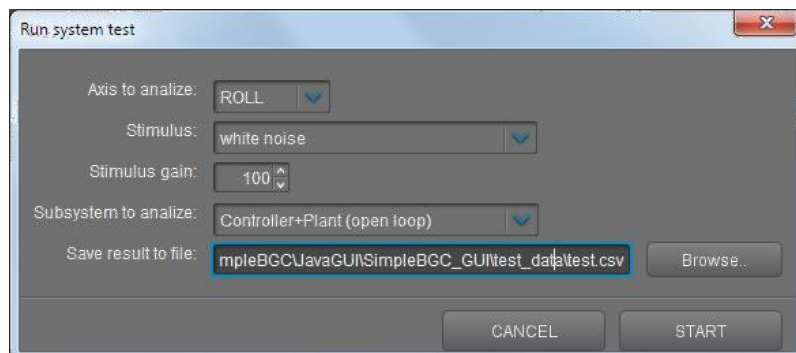 Run system test
Axis to analize: ROLL
Stimulus: white noise
Stimulus gain: 100
Subsystem to analize: Controller+Plant (open loop)
Save result to file: mpleBGC\JavaGUI\SimpleBGC_GUI\test_data\test.csv Browse..
CANCEL START